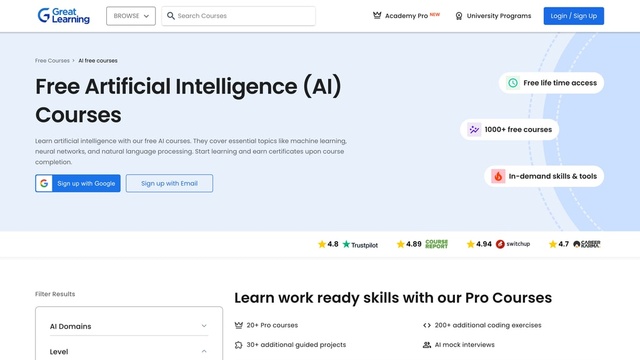 Great Learning
BROWSE
Search Courses
Academy Pro NEW
University Programs
Login / Sign Up
Free Courses > AI free courses
Free Artificial Intelligence (AI)
Courses
Learn artificial intelligence with our free AI courses. They cover essential topics like machine learning,
neural networks, and natural language processing. Start learning and earn certificates upon course
completion.
Sign up with Google
Sign up with Email
Free life time access
1000+ free courses
In-demand skills & tools
4.8 Trustpilot
4.89 COURSE REPORT
4.94 switchup
4.7 CAREER KARMA
Filter Results
AI Domains
Level
Learn work ready skills with our Pro Courses
20+ Pro courses
200+ additional coding exercises
30+ additional guided projects
AI mock interviews